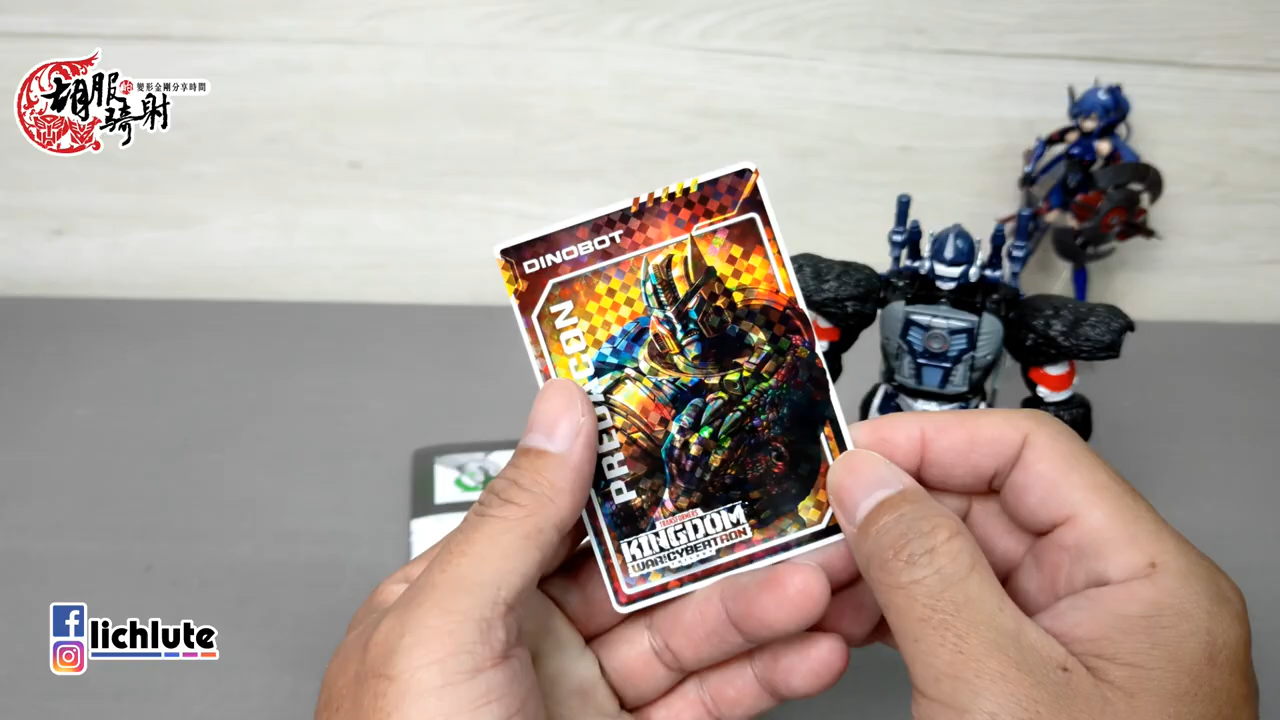 胡服騎射
的變形金剛分享時間
DINOBOT
PREDACON
TRANSFORMERS
KINGDOM
WAR FOR CYBERTRON
lichlute